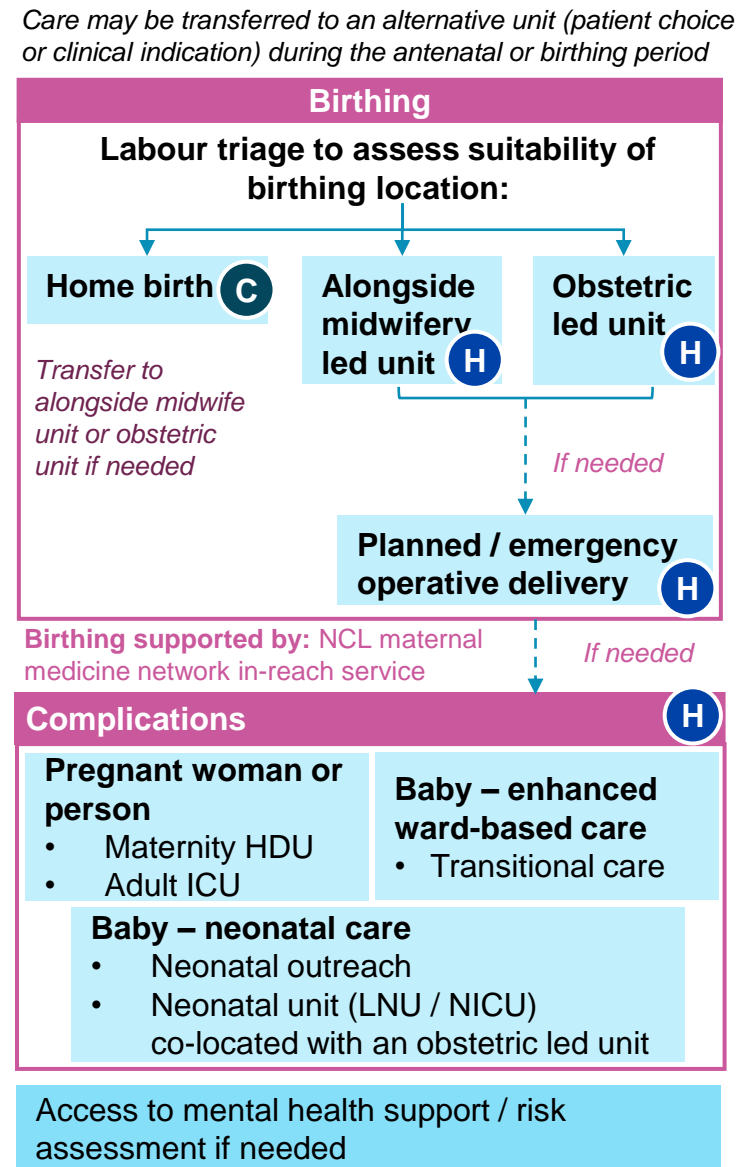 Care may be transferred to an alternative unit (patient choice
or clinical indication) during the antenatal or birthing period
Birthing
Labour triage to assess suitability of
birthing location:
Home birth
C
Alongside
midwifery
led unit
H
Obstetric
led unit
H
Transfer to
alongside midwife
unit or obstetric
unit if needed
If needed
Planned / emergency
operative delivery
H
Birthing supported by: NCL maternal
medicine network in-reach service
If needed
Complications
H
Pregnant woman or
person
• Maternity HDU
• Adult ICU
Baby – enhanced
ward-based care
• Transitional care
Baby – neonatal care
• Neonatal outreach
• Neonatal unit (LNU / NICU)
co-located with an obstetric led unit
Access to mental health support / risk
assessment if needed